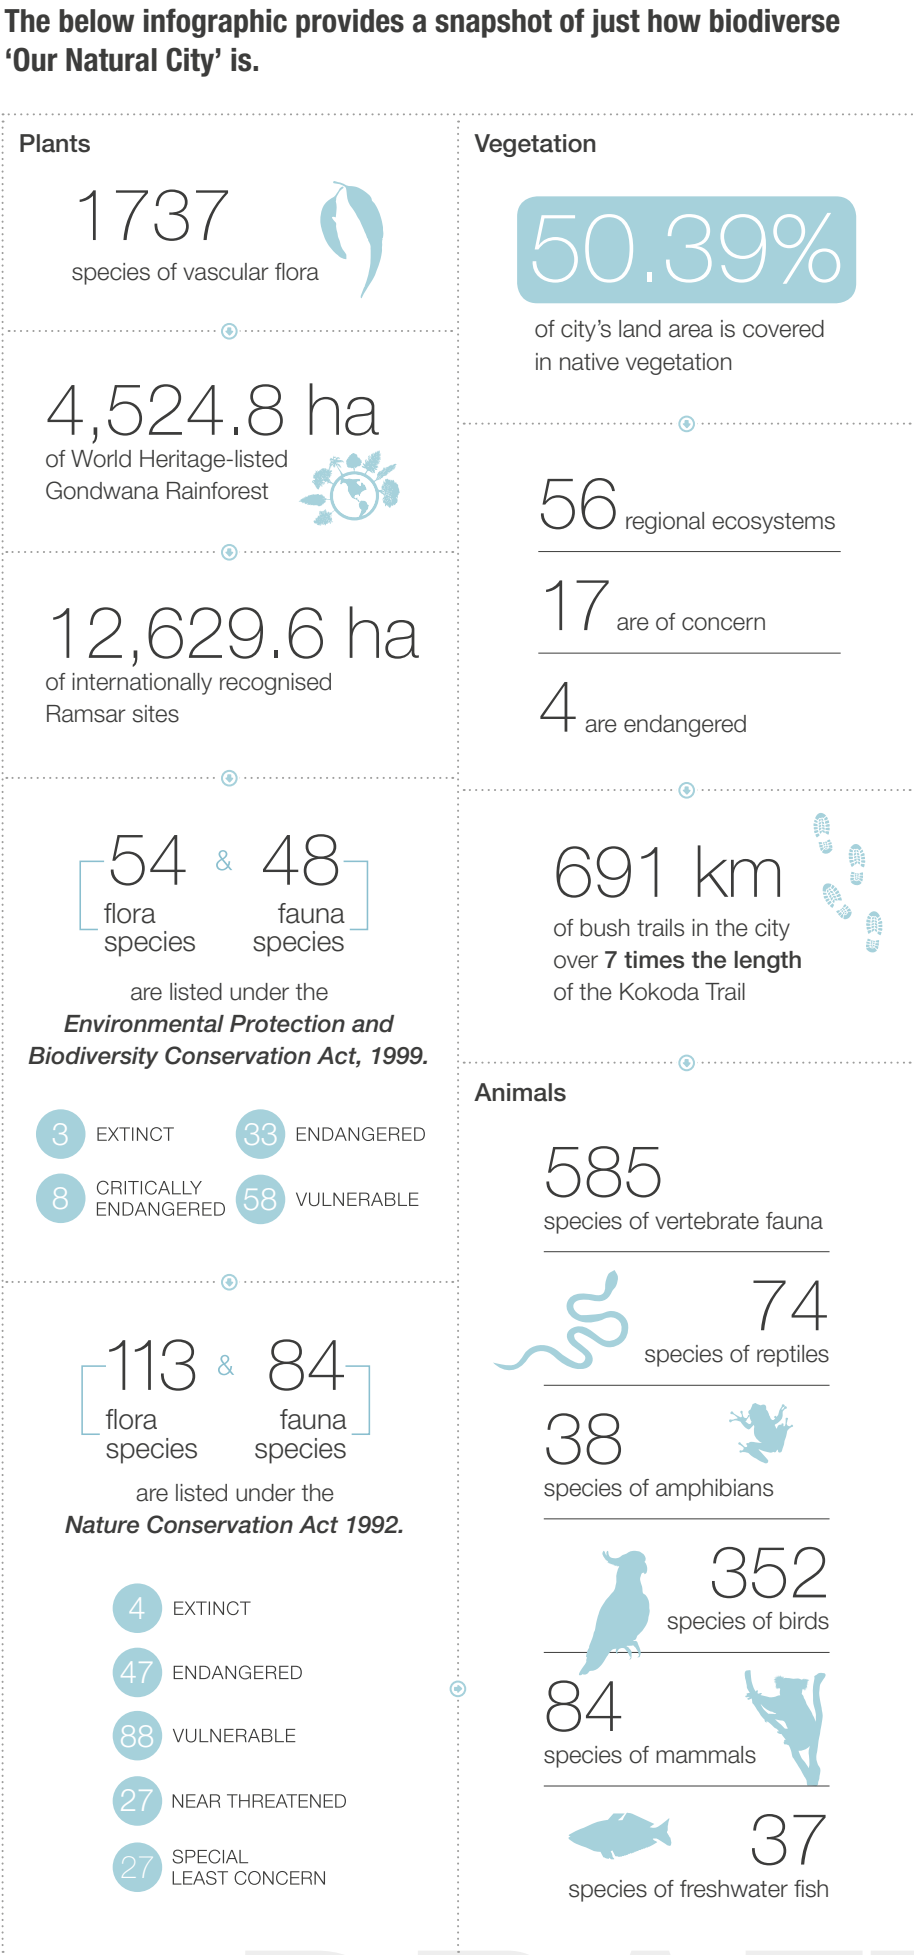 The below infographic provides a snapshot of just how biodiverse
‘Our Natural City’ is.
Plants
1737
species of vascular flora
4,524.8 ha
of World Heritage-listed
Gondwana Rainforest
12,629.6 ha
of internationally recognised
Ramsar sites
54 & 48
flora fauna
species species
are listed under the
Environmental Protection and
Biodiversity Conservation Act, 1999.
3 EXTINCT 33 ENDANGERED
8 CRITICALLY
ENDANGERED 58 VULNERABLE
113 & 84
flora fauna
species species
are listed under the
Nature Conservation Act 1992.
4 EXTINCT
47 ENDANGERED
88 VULNERABLE
27 NEAR THREATENED
27 SPECIAL
LEAST CONCERN
Vegetation
50.39%
of city’s land area is covered
in native vegetation
56 regional ecosystems
17 are of concern
4 are endangered
691 km
of bush trails in the city
over 7 times the length
of the Kokoda Trail
Animals
585
species of vertebrate fauna
74
species of reptiles
38
species of amphibians
352
species of birds
84
species of mammals
37
species of freshwater fish